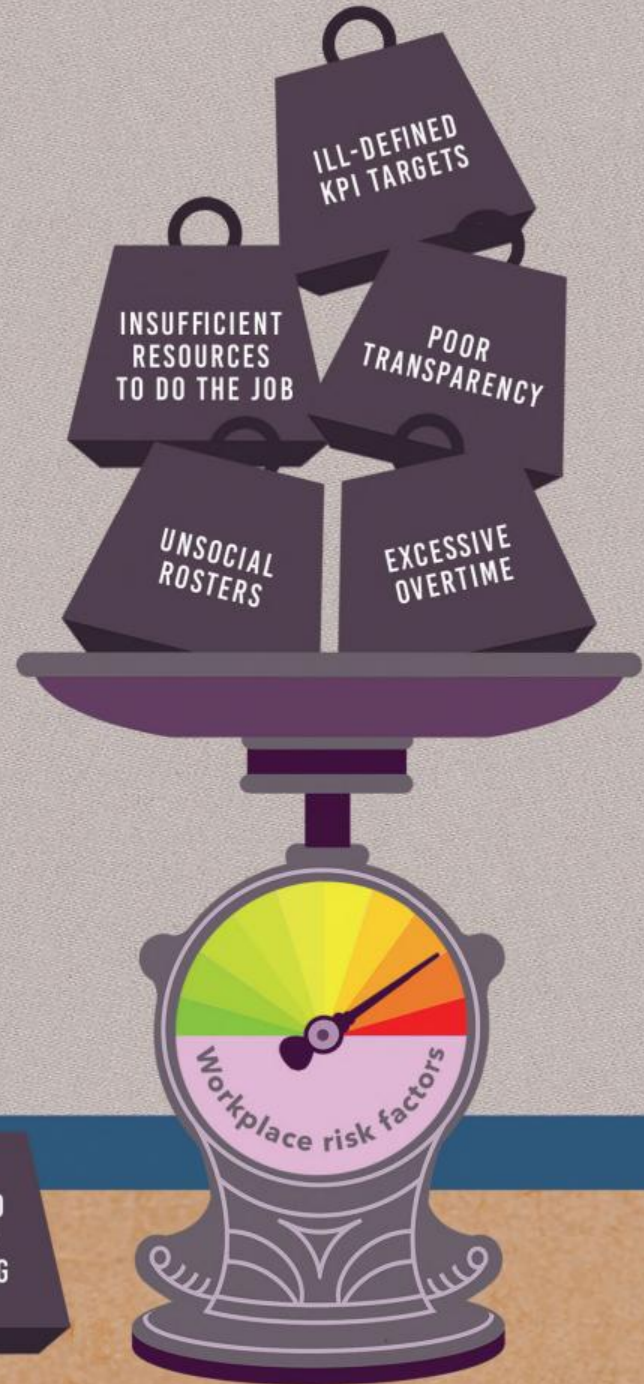 ILL-DEFINED
KPI TARGETS
INSUFFICIENT
RESOURCES
TO DO THE JOB
POOR
TRANSPARENCY
UNSOCIAL
ROSTERS
EXCESSIVE
OVERTIME
Workplace risk factors